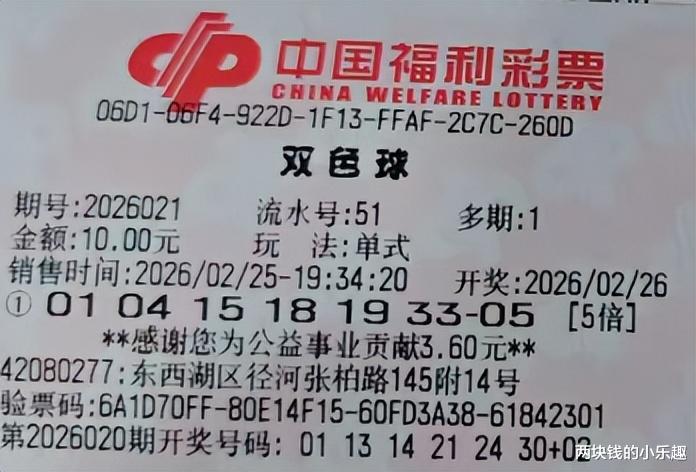 中国福利彩票
CHINA WELFARE LOTTERY
06D1-06F4-922D-1F13-FFAF-2C7C-260D
双色球
期号:2026021 流水号:51 多期:1
金额:10.00元 玩 法:单式
销售时间:2026/02/25-19:34:20 开奖:2026/02/26
① 01 04 15 18 19 33-05 [5倍]
**感谢您为公益事业贡献3.60元**
42080277:东西湖区径河张柏路145附14号
验票码:6A1D70FF-80E14F15-60FD3A38-61842301
第2026020期开奖号码: 01 13 14 21 24 30+02
两块钱的小乐趣